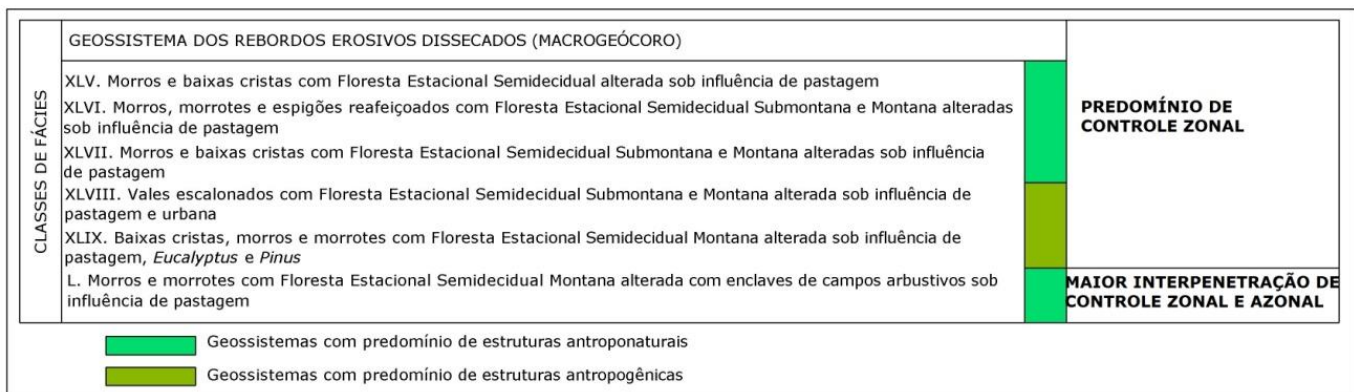 CLASSES DE FÁCIES
GEOSSISTEMA DOS REBORDOS EROSIVOS DISSECADOS (MACROGEÓCORO)
XLV. Morros e baixas cristas com Floresta Estacional Semidecidual alterada sob influência de pastagem
XLVI. Morros, morrotes e espigões reafeiçoados com Floresta Estacional Semidecidual Submontana e Montana alteradas
sob influência de pastagem
XLVII. Morros e baixas cristas com Floresta Estacional Semidecidual Submontana e Montana alteradas sob influência
de pastagem
XLVIII. Vales escalonados com Floresta Estacional Semidecidual Submontana e Montana alterada sob influência de
pastagem e urbana
XLIX. Baixas cristas, morros e morrotes com Floresta Estacional Semidecidual Montana alterada sob influência de
pastagem, Eucalyptus e Pinus
L. Morros e morrotes com Floresta Estacional Semidecidual Montana alterada com enclaves de campos arbustivos sob
influência de pastagem
PREDOMÍNIO DE
CONTROLE ZONAL
MAIOR INTERPENETRAÇÃO DE
CONTROLE ZONAL E AZONAL
Geossistemas com predomínio de estruturas antroponaturais
Geossistemas com predomínio de estruturas antropogênicas